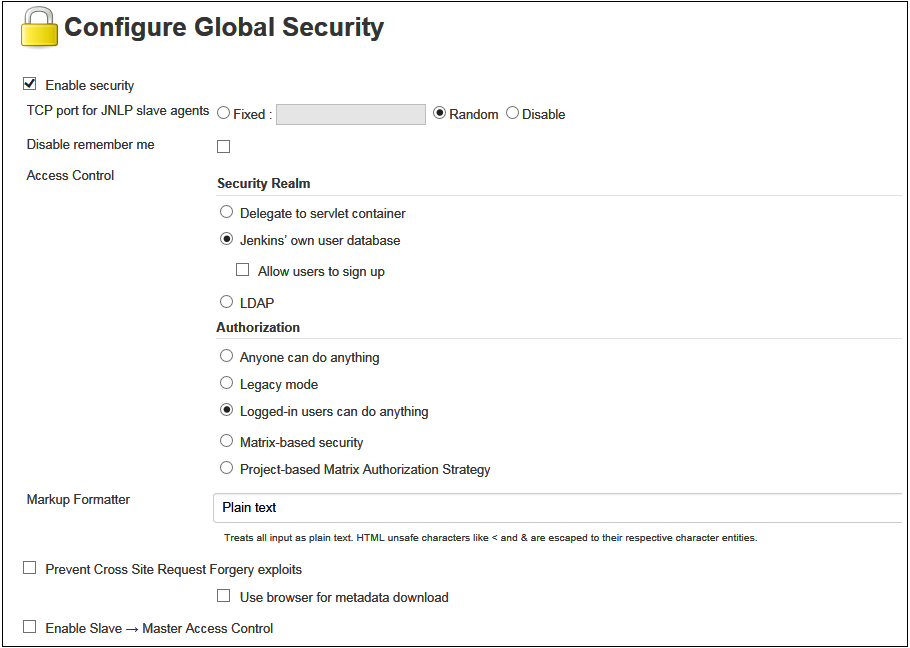 Configure Global Security
Enable security
TCP port for JNLP slave agents Fixed : Random Disable
Disable remember me
Access Control
Security Realm
Delegate to servlet container
Jenkins' own user database
Allow users to sign up
LDAP
Authorization
Anyone can do anything
Legacy mode
Logged-in users can do anything
Matrix-based security
Project-based Matrix Authorization Strategy
Markup Formatter
Plain text
Treats all input as plain text. HTML unsafe characters like < and & are escaped to their respective character entities.
Prevent Cross Site Request Forgery exploits
Use browser for metadata download
Enable Slave → Master Access Control